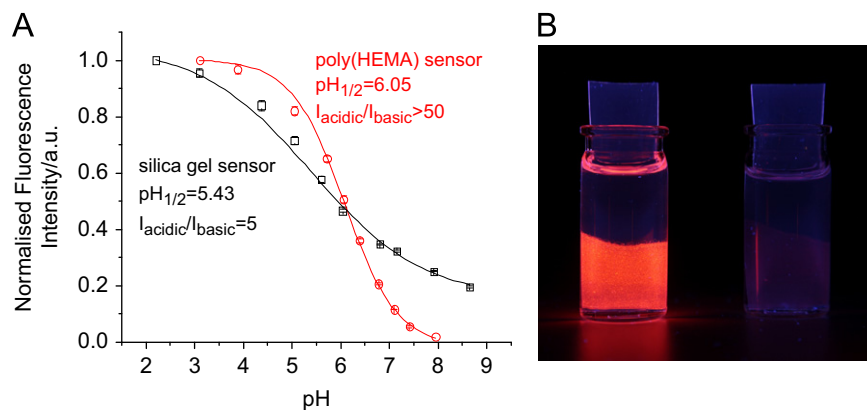 A
Normalised Fluorescence
Intensity/a.u.
1.0
0.8
0.6
0.4
0.2
0.0
2 3 4 5 6 7 8 9
pH
poly(HEMA) sensor
pH1/2=6.05
Iacidic/Ibasic>50
silica gel sensor
pH1/2=5.43
Iacidic/Ibasic=5
B